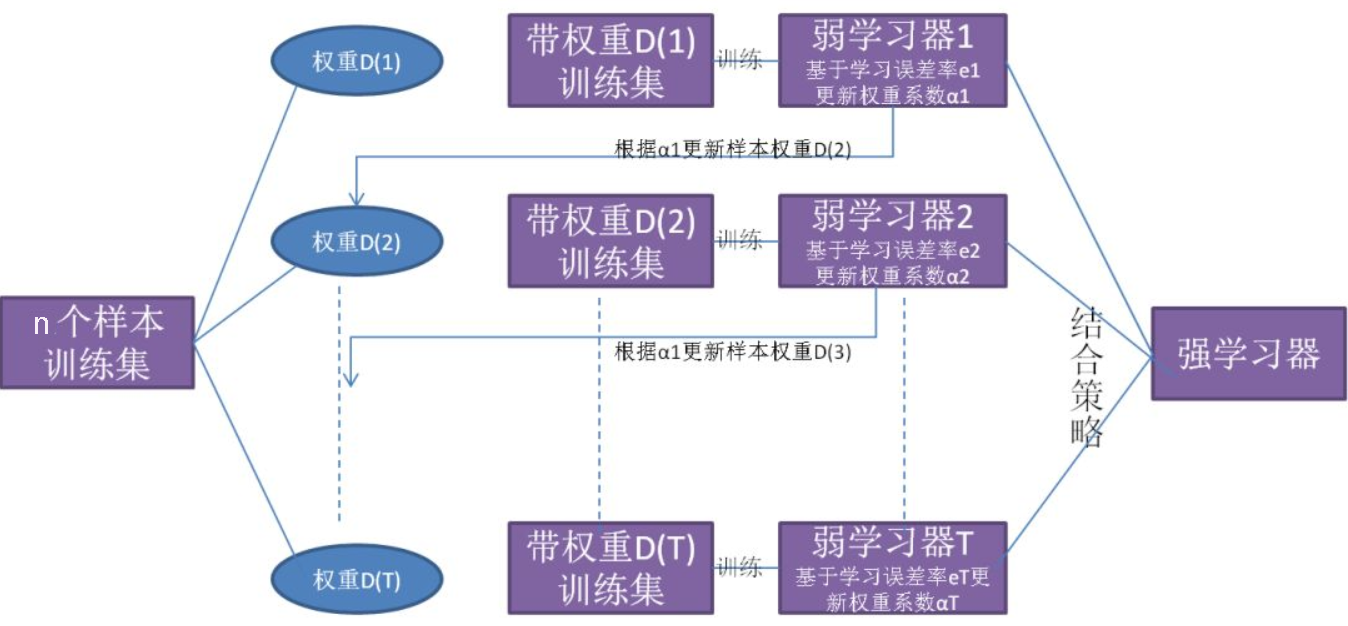 权重D(1)
带权重D(1)
训练集
训练
弱学习器1
基于学习误差率e1
更新权重系数α1
根据α1更新样本权重D(2)
权重D(2)
带权重D(2)
训练集
训练
弱学习器2
基于学习误差率e2
更新权重系数α2
n个样本
训练集
根据α1更新样本权重D(3)
结合策略
强学习器
权重D(T)
带权重D(T)
训练集
训练
弱学习器T
基于学习误差率eT更
新权重系数αT